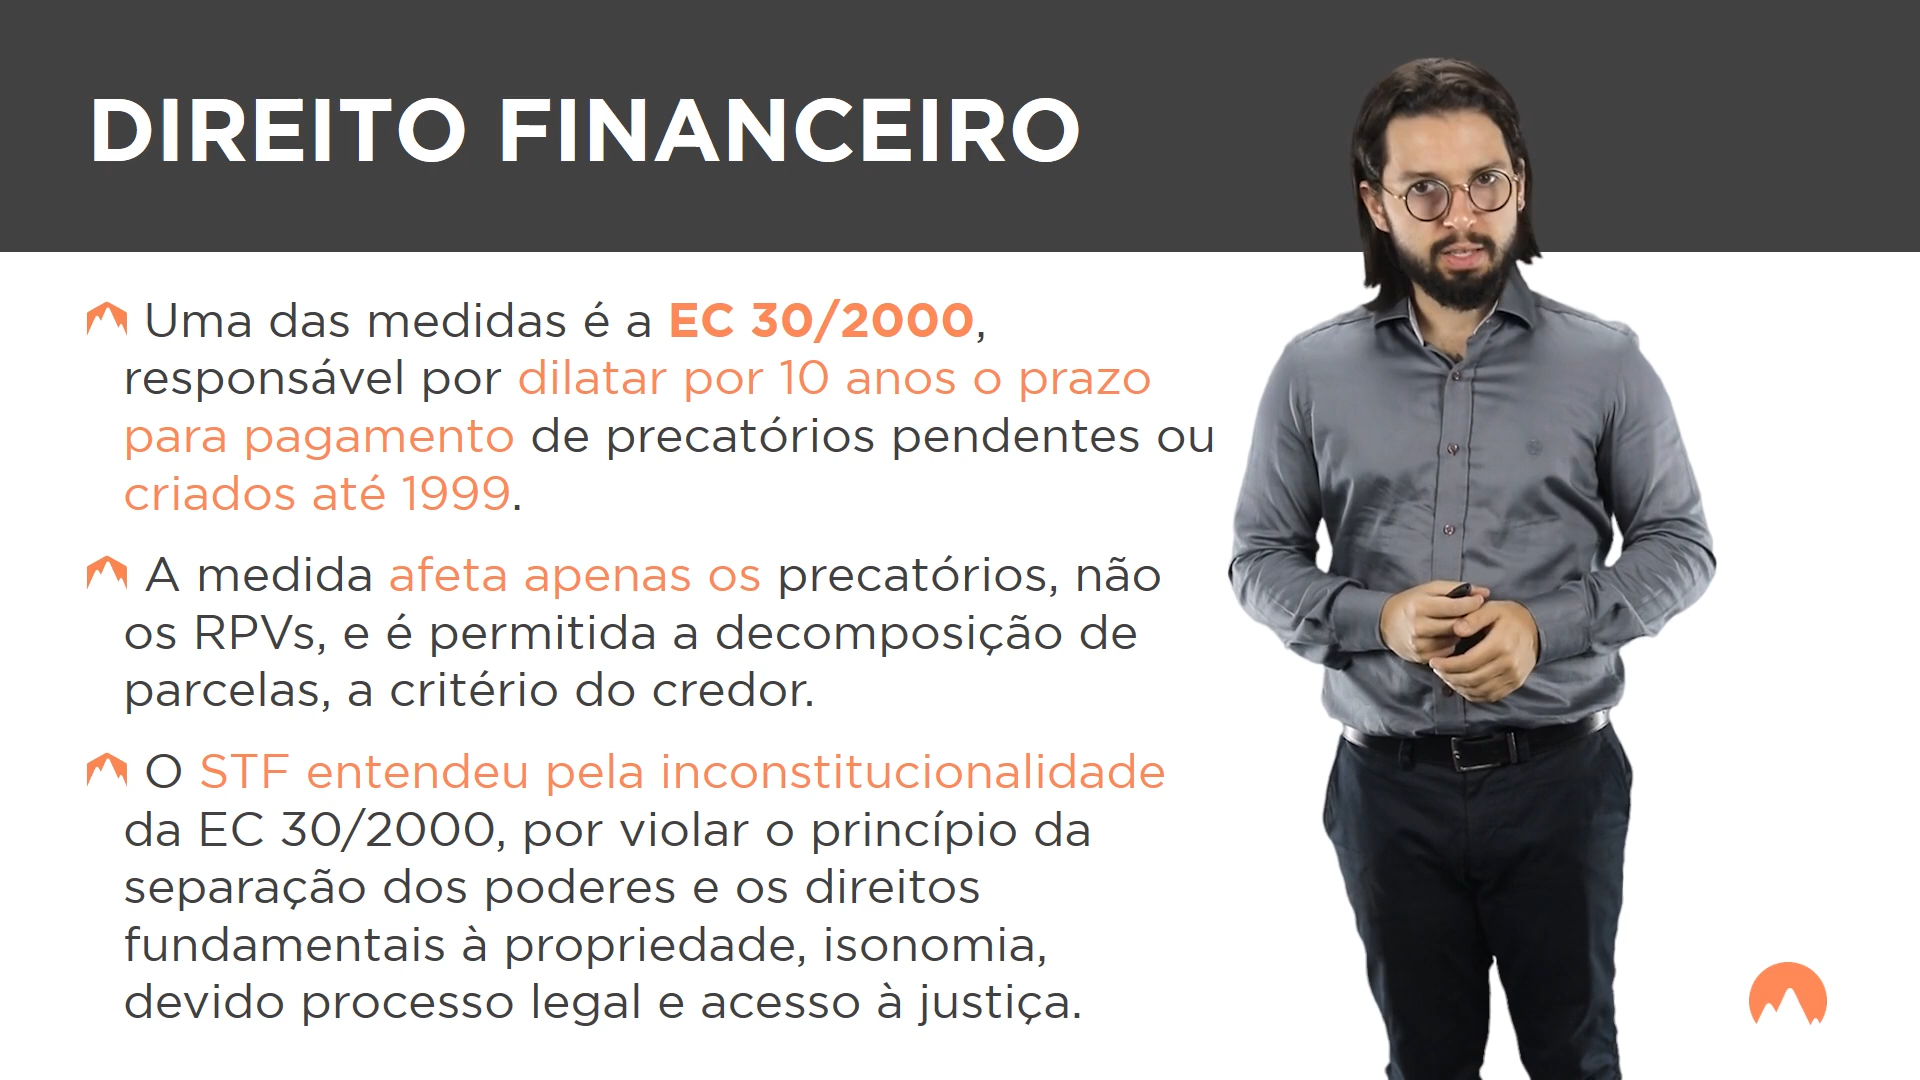 DIREITO FINANCEIRO
Uma das medidas é a EC 30/2000,
responsável por dilatar por 10 anos o prazo
para pagamento de precatórios pendentes ou
criados até 1999.
A medida afeta apenas os precatórios, não
os RPVs, e é permitida a decomposição de
parcelas, a critério do credor.
O STF entendeu pela inconstitucionalidade
da EC 30/2000, por violar o princípio da
separação dos poderes e os direitos
fundamentais à propriedade, isonomia,
devido processo legal e acesso à justiça.